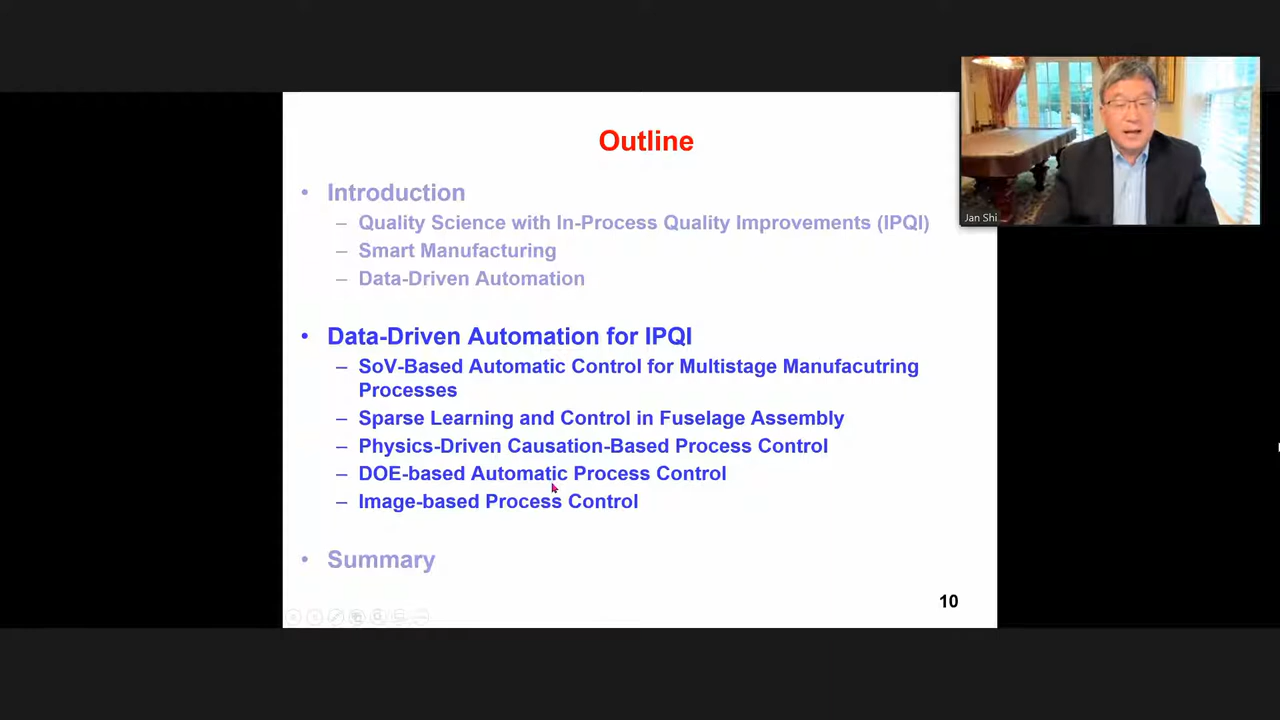 Outline
• Introduction
– Quality Science with In-Process Quality Improvements (IPQI)
– Smart Manufacturing
– Data-Driven Automation
• Data-Driven Automation for IPQI
– SoV-Based Automatic Control for Multistage Manufacutring
Processes
– Sparse Learning and Control in Fuselage Assembly
– Physics-Driven Causation-Based Process Control
– DOE-based Automatic Process Control
– Image-based Process Control
• Summary
10
Jan Shi